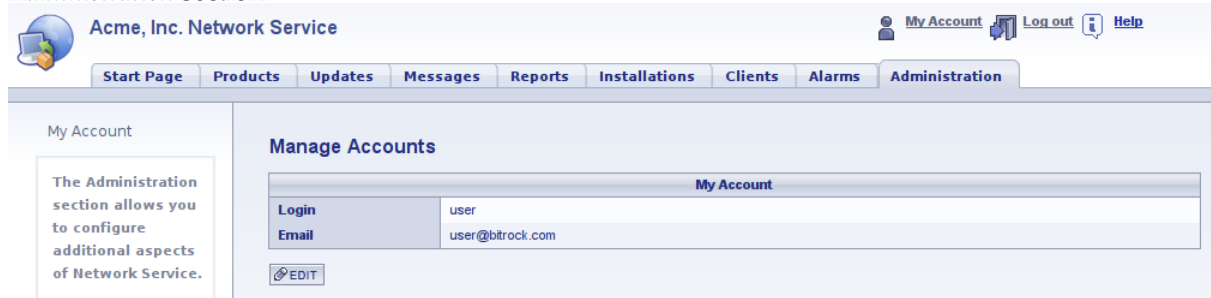 Acme, Inc. Network Service
My Account Log out Help
Start Page Products Updates Messages Reports Installations Clients Alarms Administration
My Account
The Administration
section allows you
to configure
additional aspects
of Network Service.
Manage Accounts
My Account
Login user
Email user@bitrock.com
EDIT